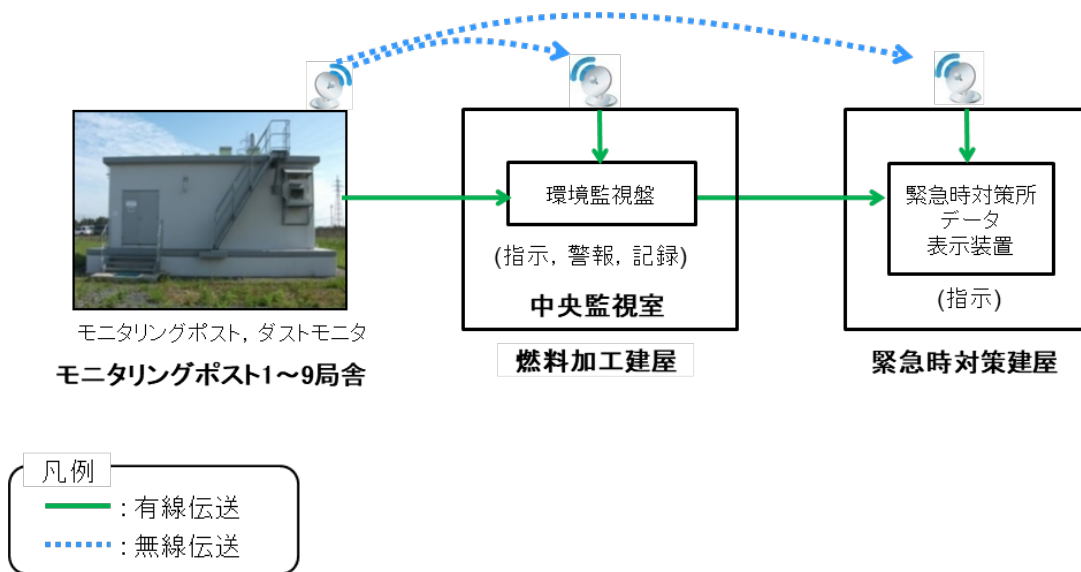 環境監視盤
(指示, 警報, 記録)
中央監視室
燃料加工建屋
緊急時対策所
データ
表示装置
(指示)
緊急時対策建屋
モニタリングポスト, ダストモニタ
モニタリングポスト1～9局舎
凡例
: 有線伝送
: 無線伝送